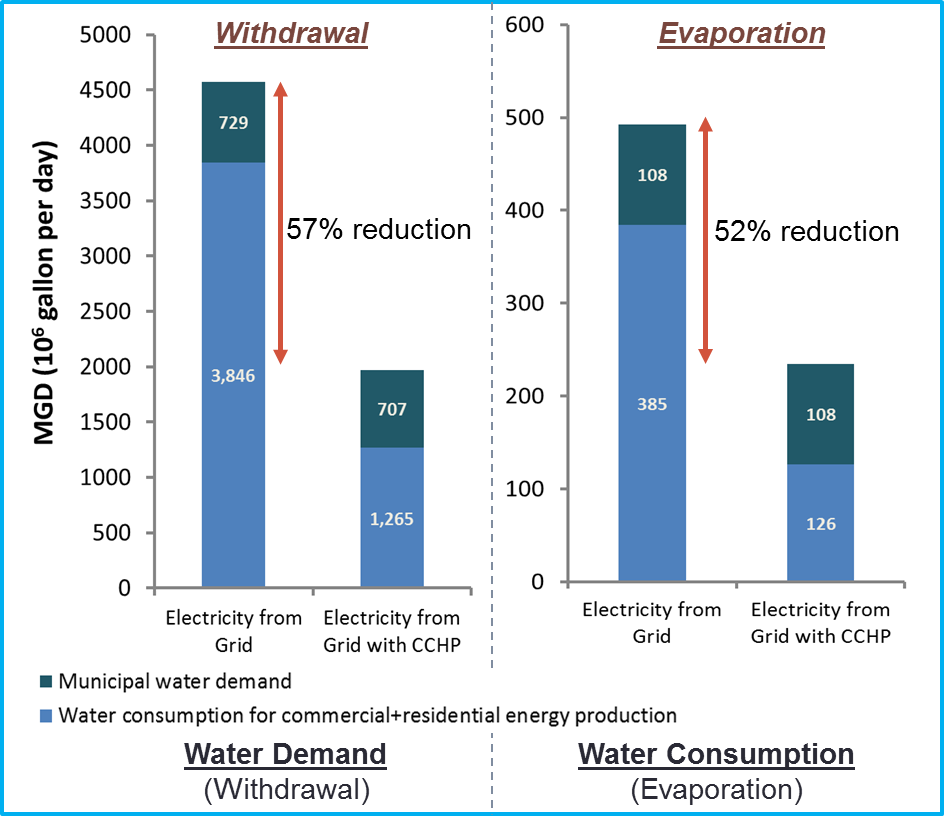 Withdrawal
Evaporation
MGD (10⁶ gallon per day)
5000
4500
4000
3500
3000
2500
2000
1500
1000
500
0
729
3,846
57% reduction
707
1,265
Electricity from
Grid
Electricity from
Grid with CCHP
600
500
400
300
200
100
0
108
385
52% reduction
108
126
Electricity from
Grid
Electricity from
Grid with CCHP
Municipal water demand
Water consumption for commercial+residential energy production
Water Demand
(Withdrawal)
Water Consumption
(Evaporation)